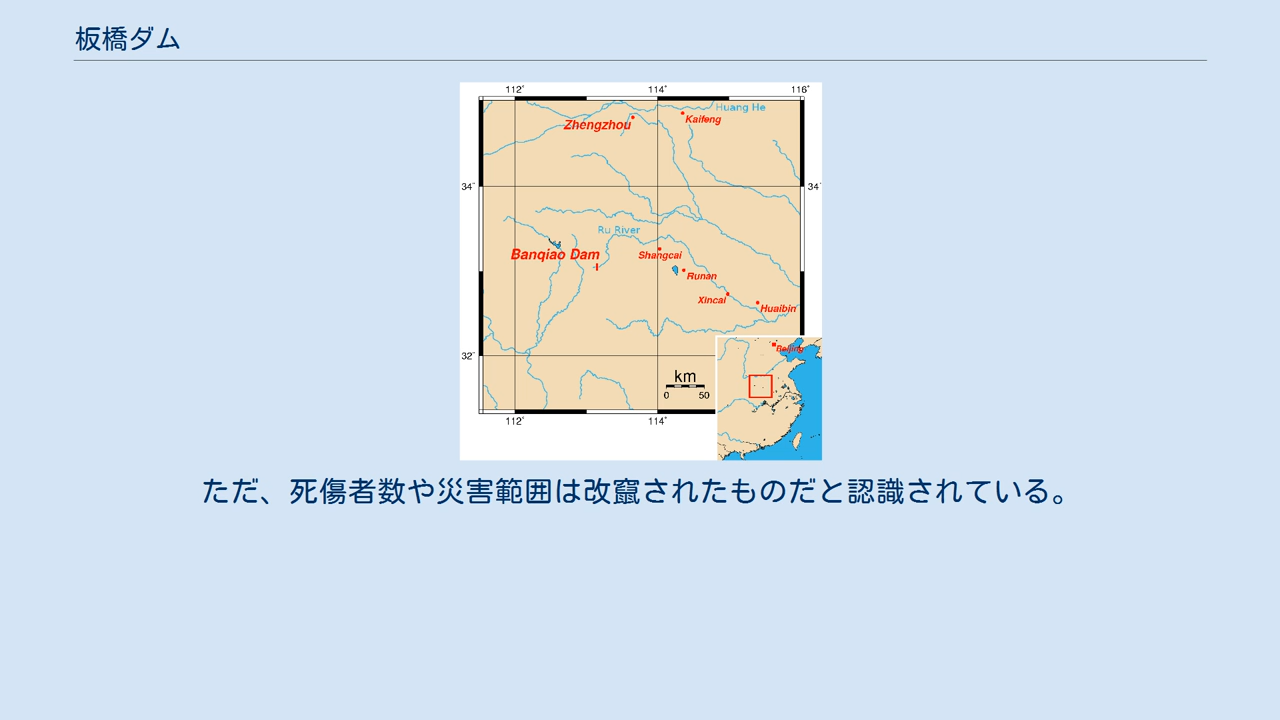 板橋ダム
112° 114° 116°
Huang He
Zhengzhou
Kaifeng
34° 34°
Ru River
Banqiao Dam
Shangcai
Runan
Xincai
Huaibin
Beijing
32°
km
0 50
112° 114°
ただ、死傷者数や災害範囲は改竄されたものだと認識されている。